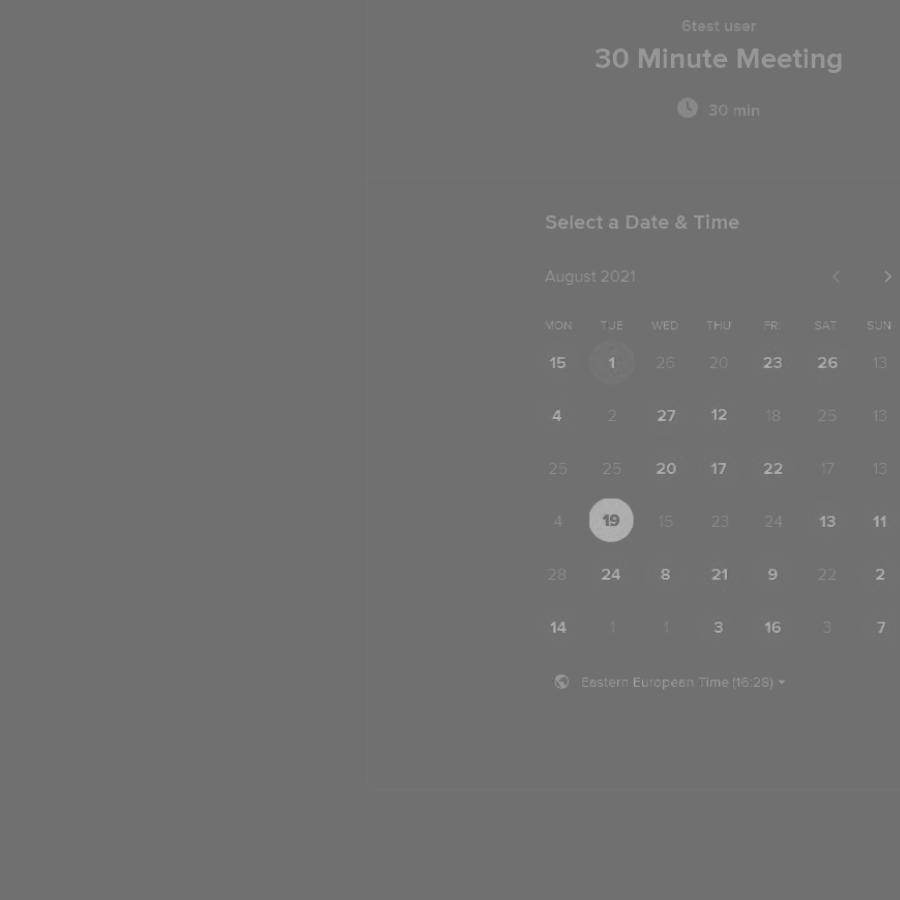 6test user
30 Minute Meeting
30 min
Select a Date & Time
August 2021
MON TUE WED THU FRI SAT SUN
15 1 26 20 23 26 13
4 2 27 12 18 25 13
25 25 20 17 22 17 13
4 19 15 23 24 13 11
28 24 8 21 9 22 2
14 1 1 3 16 3 7
Eastern European Time (16:28)